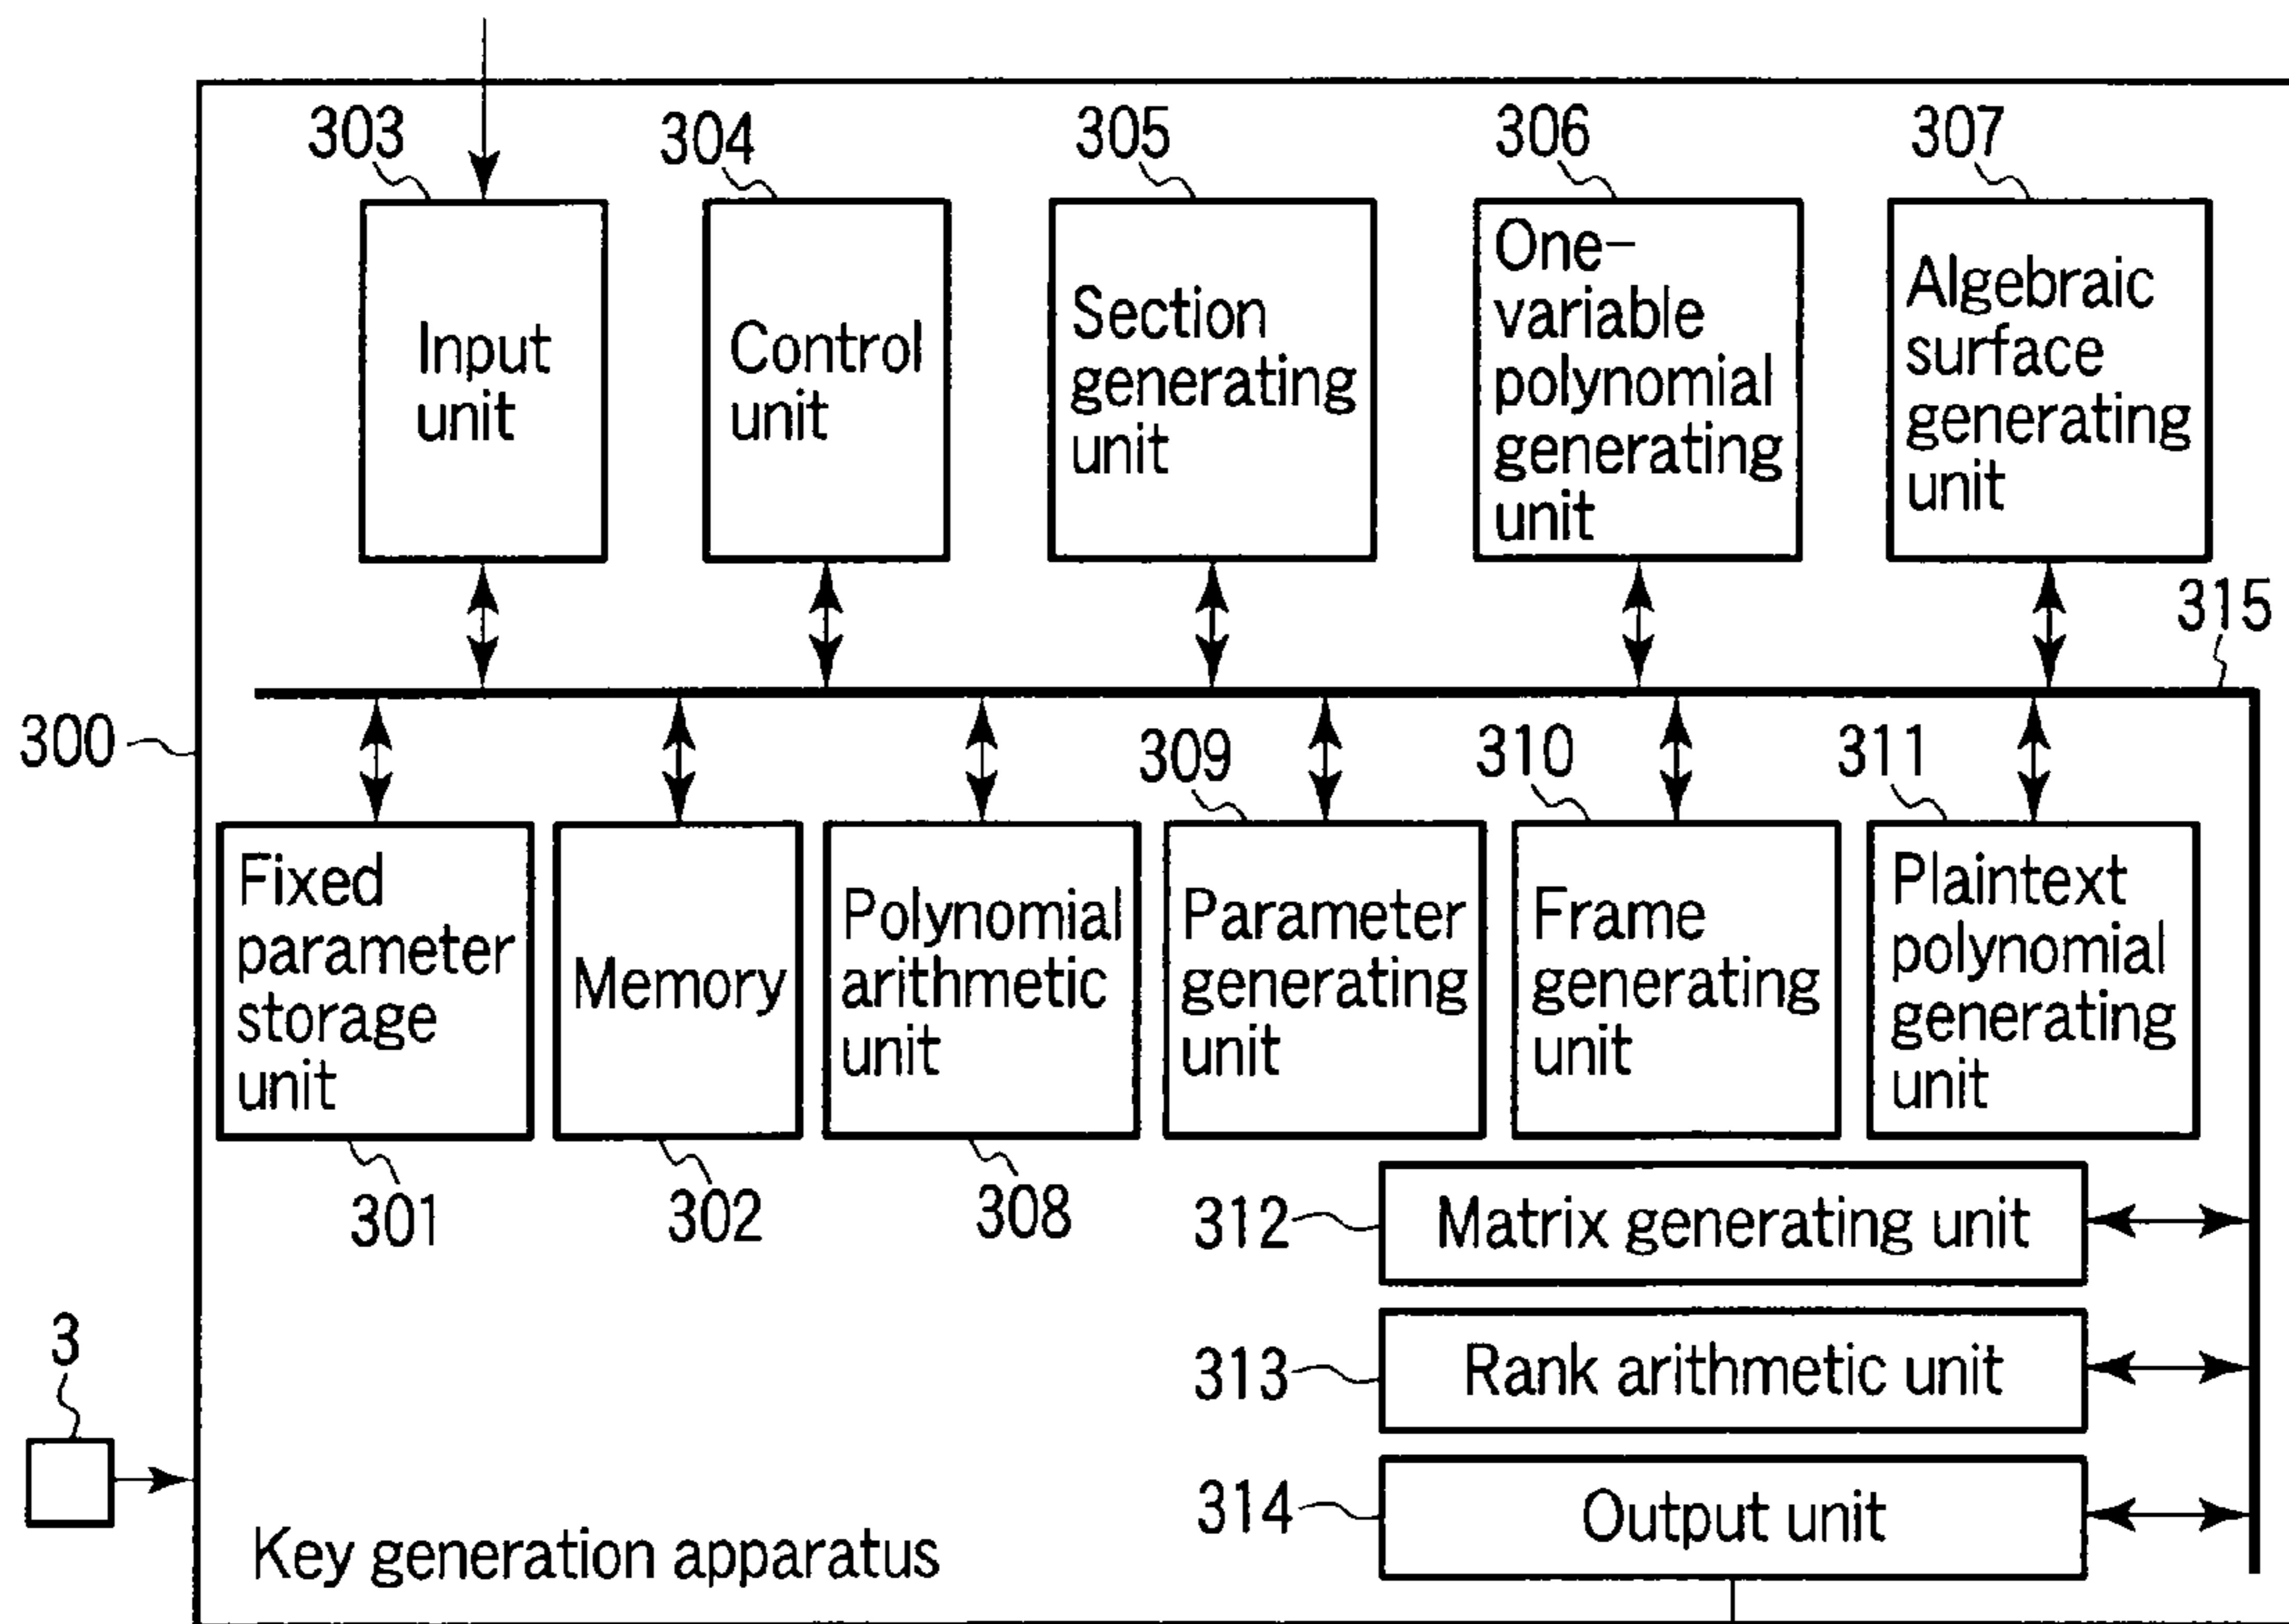 303
304
305
306
307
Input
unit
Control
unit
Section
generating
unit
One-
variable
polynomial
generating
unit
Algebraic
surface
generating
unit
315
300
309
310
311
Fixed
parameter
storage
unit
Memory
Polynomial
arithmetic
unit
Parameter
generating
unit
Frame
generating
unit
Plaintext
polynomial
generating
unit
301
302
308
312
Matrix generating unit
3
313
Rank arithmetic unit
314
Output unit
Key generation apparatus